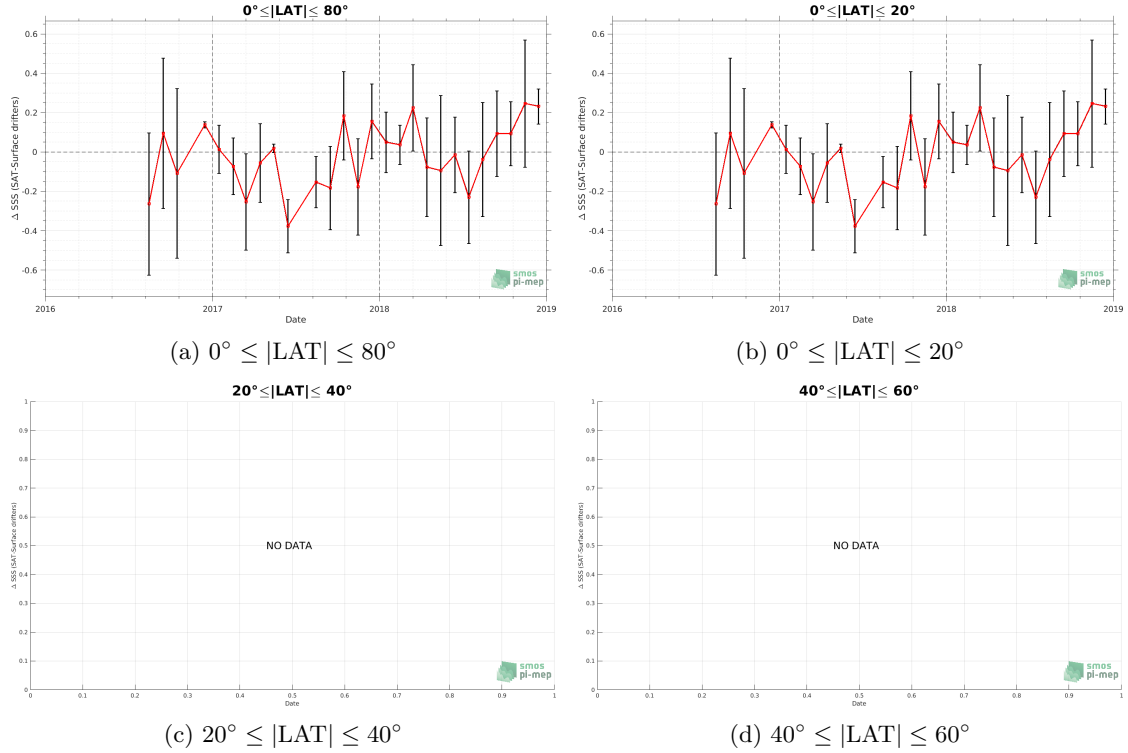 0°≤|LAT|≤ 80°
0.6
0.4
0.2
0
-0.2
-0.4
-0.6
Δ SSS (SAT-Surface drifters)
2016
2017
2018
2019
Date
smos
pi-mep
(a) 0° ≤ |LAT| ≤ 80°
0°≤|LAT|≤ 20°
0.6
0.4
0.2
0
-0.2
-0.4
-0.6
Δ SSS (SAT-Surface drifters)
2016
2017
2018
2019
Date
smos
pi-mep
(b) 0° ≤ |LAT| ≤ 20°
20°≤|LAT|≤ 40°
1
0.9
0.8
0.7
0.6
0.5
0.4
0.3
0.2
0.1
0
Δ SSS (SAT-Surface drifters)
NO DATA
0
0.1
0.2
0.3
0.4
0.5
0.6
0.7
0.8
0.9
1
Date
smos
pi-mep
(c) 20° ≤ |LAT| ≤ 40°
40°≤|LAT|≤ 60°
1
0.9
0.8
0.7
0.6
0.5
0.4
0.3
0.2
0.1
0
Δ SSS (SAT-Surface drifters)
NO DATA
0
0.1
0.2
0.3
0.4
0.5
0.6
0.7
0.8
0.9
1
Date
smos
pi-mep
(d) 40° ≤ |LAT| ≤ 60°